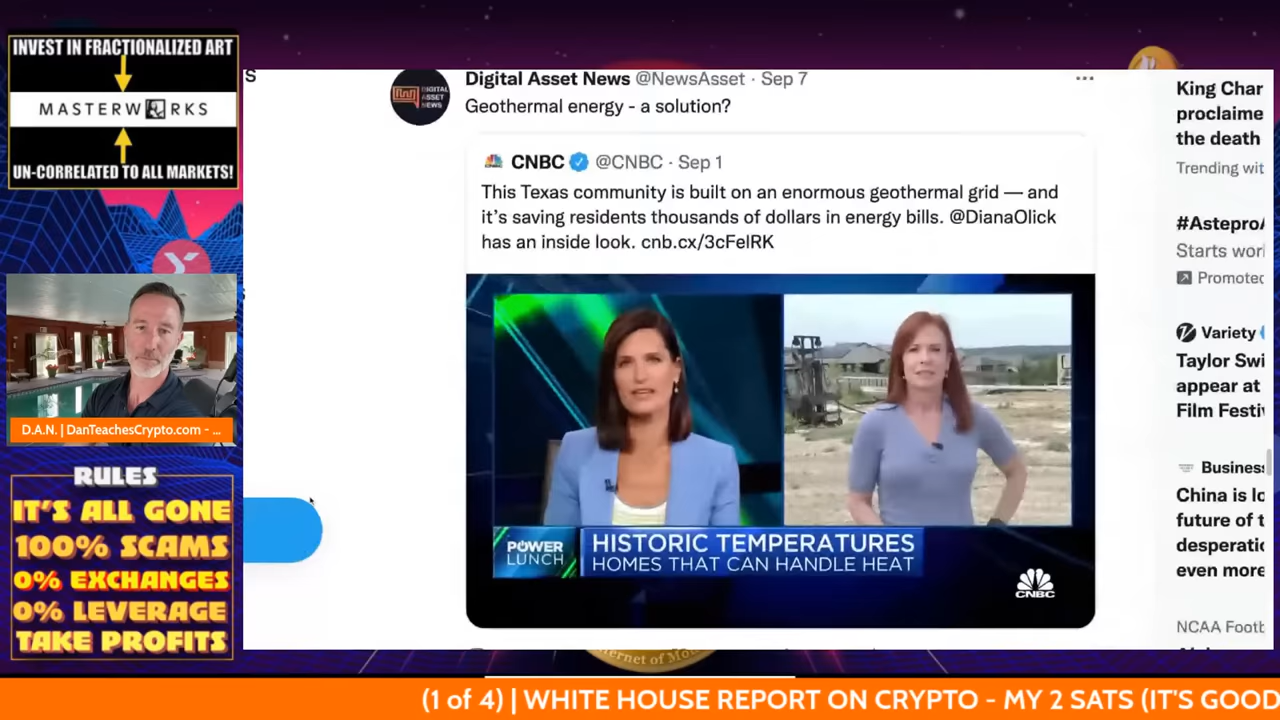 INVEST IN FRACTIONALIZED ART
MASTERWORKS
UN-CORRELATED TO ALL MARKETS!
D.A.N. | DanTeachesCrypto.com - ...
RULES
IT'S ALL GONE
100% SCAMS
0% EXCHANGES
0% LEVERAGE
TAKE PROFITS
S
DIGITAL
ASSET
NEWS
Digital Asset News @NewsAsset · Sep 7
Geothermal energy - a solution?
CNBC @CNBC · Sep 1
This Texas community is built on an enormous geothermal grid — and
it's saving residents thousands of dollars in energy bills. @DianaOlick
has an inside look. cnb.cx/3cFelRK
POWER
LUNCH
HISTORIC TEMPERATURES
HOMES THAT CAN HANDLE HEAT
CNBC
King Char
proclaime
the death
Trending wit
#AsteproA
Starts wor
Promoted
Variety
Taylor Swi
appear at
Film Festiv
Business
China is lo
future of t
desperatio
even more
NCAA Footb
(1 of 4) | WHITE HOUSE REPORT ON CRYPTO - MY 2 SATS (IT'S GOOD